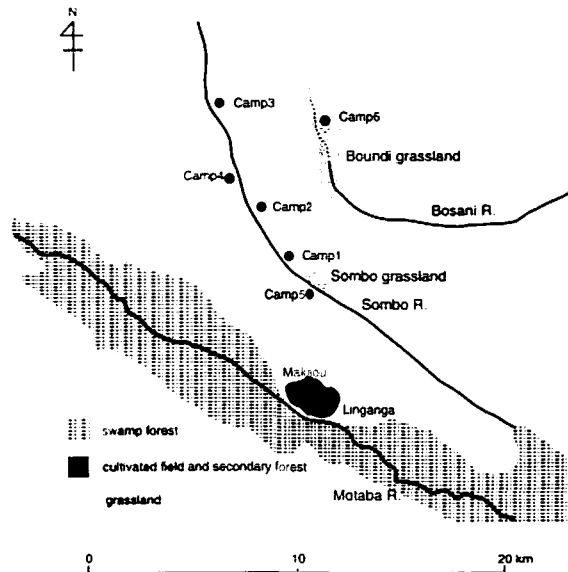 N
Camp3
Camp6
Boundi grassland
Camp4
Camp2
Bosani R.
Camp1
Sombo grassland
Camp5
Sombo R.
Makaou
Linganga
swamp forest
cultivated field and secondary forest
grassland
Motaba R.
0 10 20 km